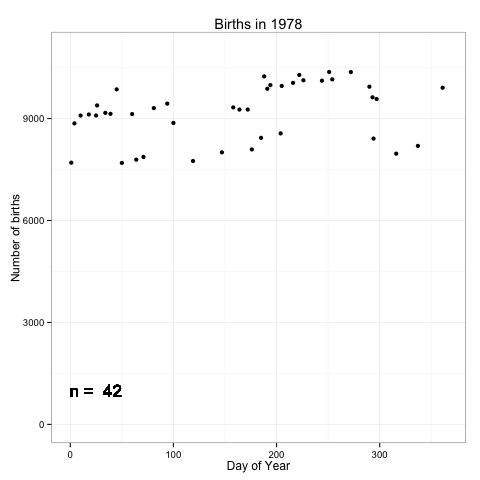 Births in 1978
Number of births
9000
6000
3000
0
n = 42
0 100 200 300
Day of Year